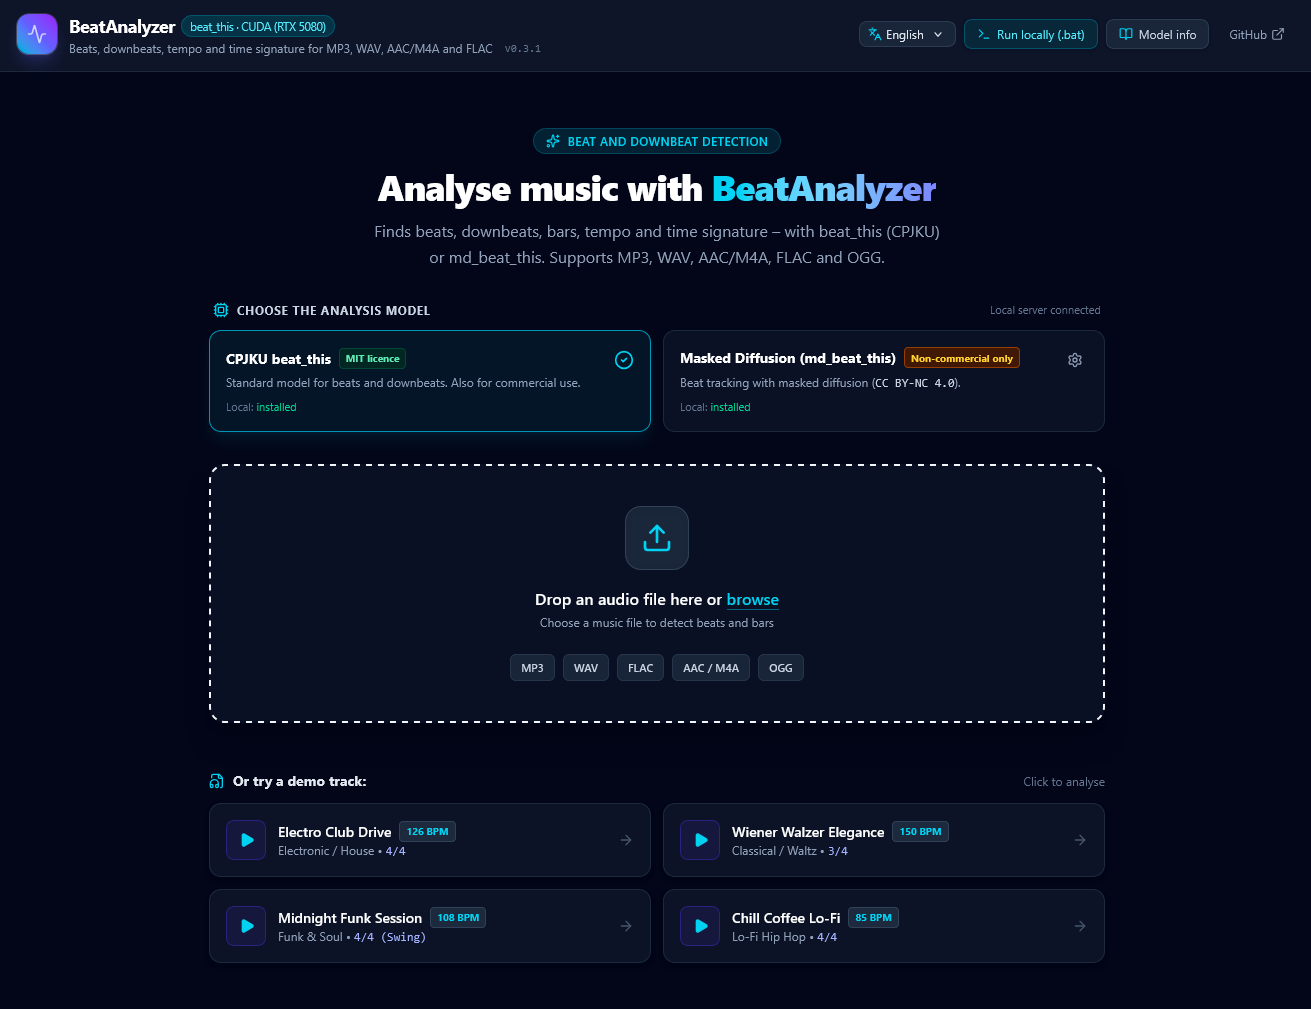 BeatAnalyzer beat_this · CUDA (RTX 5080)
Beats, downbeats, tempo and time signature for MP3, WAV, AAC/M4A and FLAC v0.3.1
English
Run locally (.bat)
Model info
GitHub
BEAT AND DOWNBEAT DETECTION
Analyse music with BeatAnalyzer
Finds beats, downbeats, bars, tempo and time signature – with beat_this (CPJKU)
or md_beat_this. Supports MP3, WAV, AAC/M4A, FLAC and OGG.
CHOOSE THE ANALYSIS MODEL
Local server connected
CPJKU beat_this MIT licence
Standard model for beats and downbeats. Also for commercial use.
Local: installed
Masked Diffusion (md_beat_this) Non-commercial only
Beat tracking with masked diffusion (CC BY-NC 4.0).
Local: installed
Drop an audio file here or browse
Choose a music file to detect beats and bars
MP3 WAV FLAC AAC / M4A OGG
Or try a demo track:
Click to analyse
Electro Club Drive 126 BPM
Electronic / House • 4/4
Wiener Walzer Elegance 150 BPM
Classical / Waltz • 3/4
Midnight Funk Session 108 BPM
Funk & Soul • 4/4 (Swing)
Chill Coffee Lo-Fi 85 BPM
Lo-Fi Hip Hop • 4/4